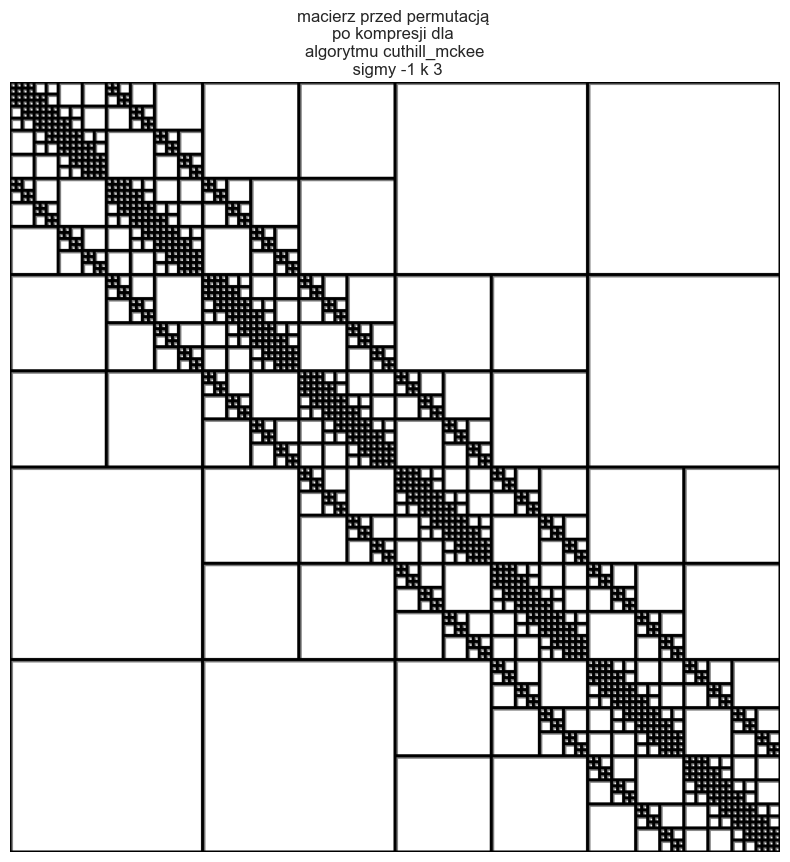 macierz przed permutacją
po kompresji dla
algorytmu cuthill_mckee
sigmy -1 k 3